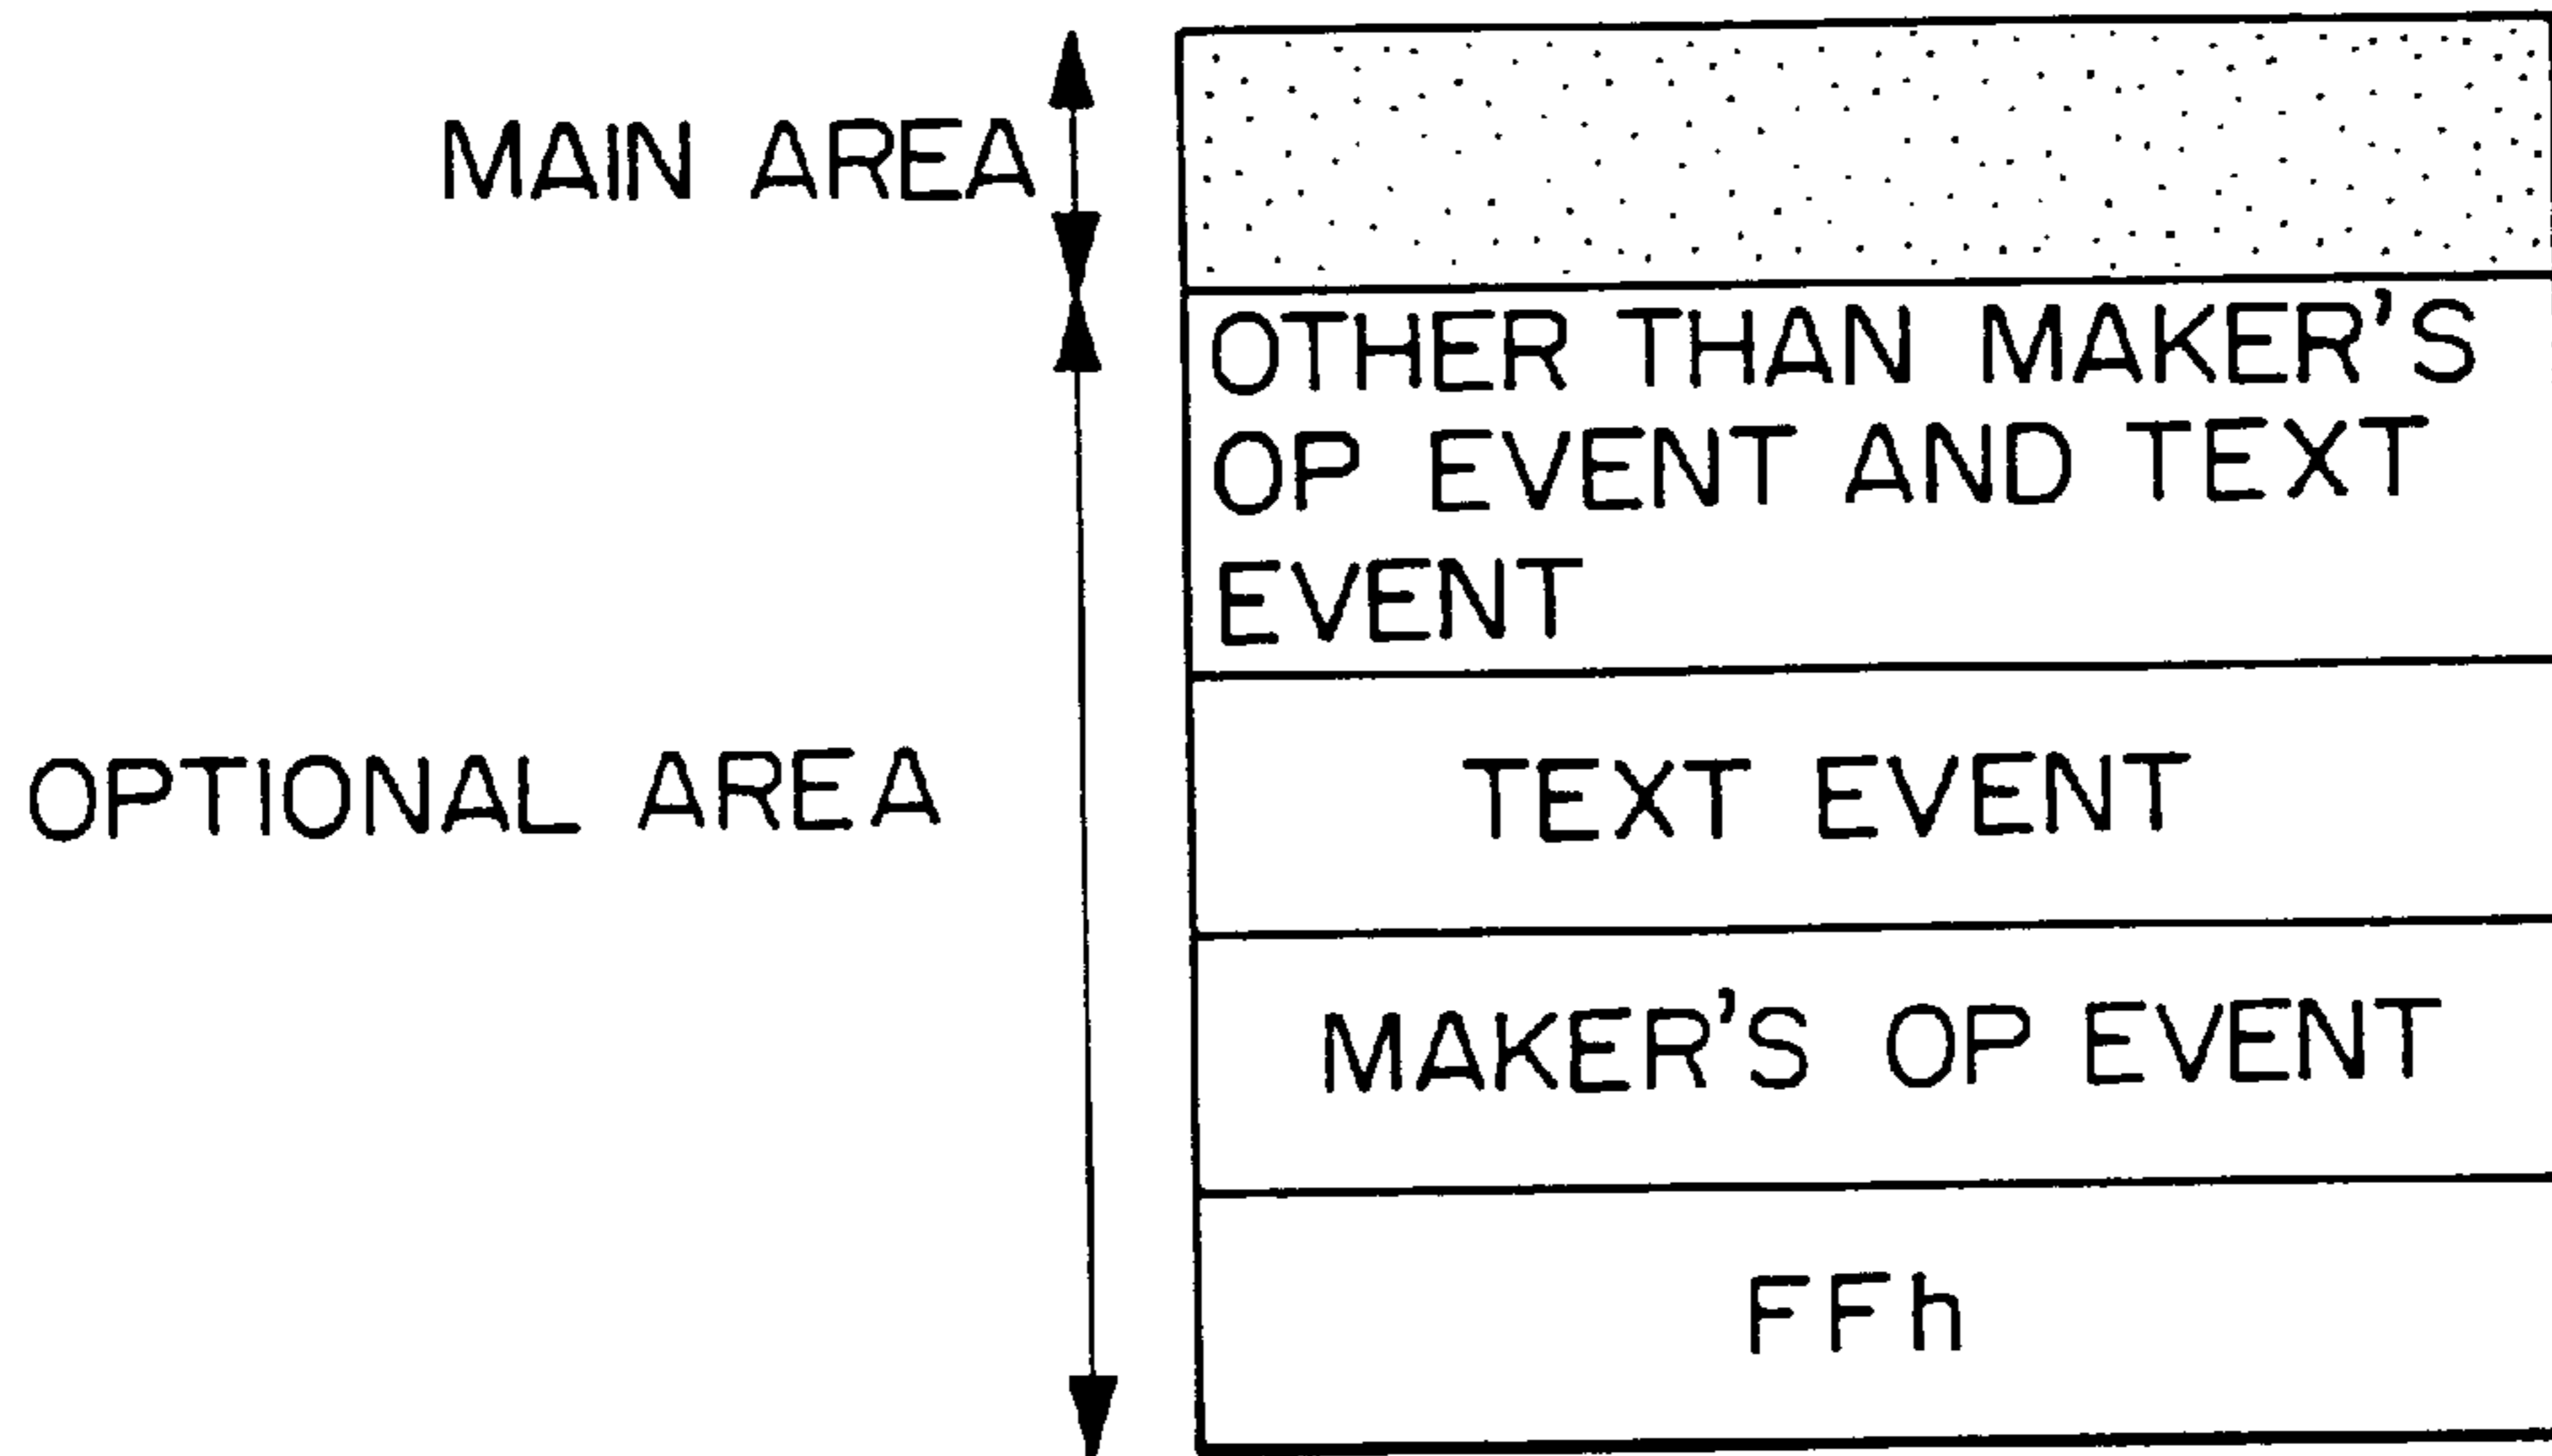 MAIN AREA
OTHER THAN MAKER'S
OP EVENT AND TEXT
EVENT
OPTIONAL AREA
TEXT EVENT
MAKER'S OP EVENT
FFh